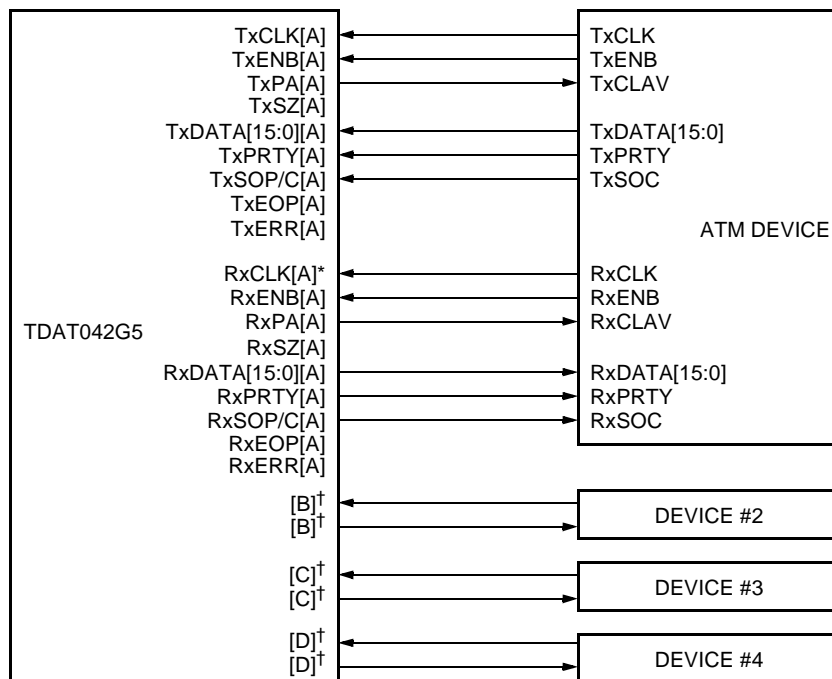 TxCLK[A] TxCLK
TxENB[A] TxENB
TxPA[A] TxCLAV
TxSZ[A]
TxDATA[15:0][A] TxDATA[15:0]
TxPRTY[A] TxPRTY
TxSOP/C[A] TxSOC
TxEOP[A]
TxERR[A] ATM DEVICE
RxCLK[A]* RxCLK
RxENB[A] RxENB
RxPA[A] RxCLAV
TDAT042G5
RxSZ[A]
RxDATA[15:0][A] RxDATA[15:0]
RxPRTY[A] RxPRTY
RxSOP/C[A] RxSOC
RxEOP[A]
RxERR[A]
[B]†
[B]†
DEVICE #2
[C]†
[C]†
DEVICE #3
[D]†
[D]†
DEVICE #4